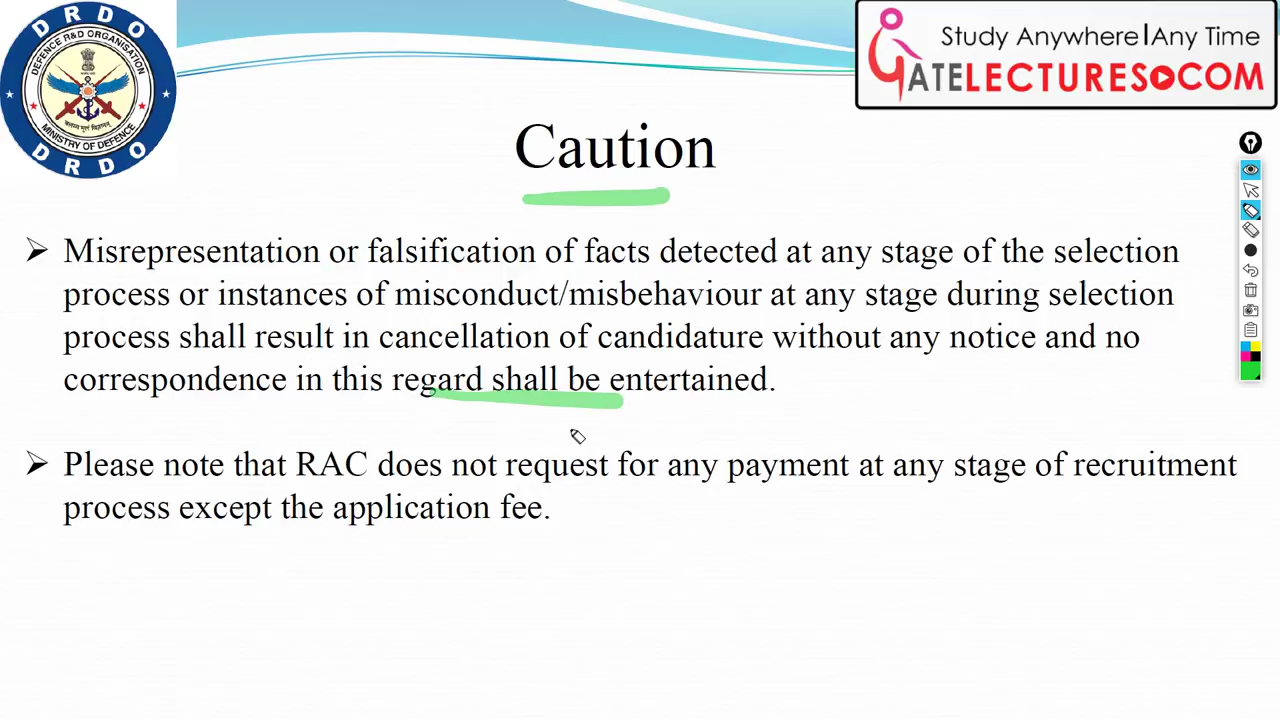 DRDO
DEFENCE R&D ORGANISATION
MINISTRY OF DEFENCE
DRDO
Study Anywhere|Any Time
GATELECTURES.COM
Caution
➢ Misrepresentation or falsification of facts detected at any stage of the selection
process or instances of misconduct/misbehaviour at any stage during selection
process shall result in cancellation of candidature without any notice and no
correspondence in this regard shall be entertained.
➢ Please note that RAC does not request for any payment at any stage of recruitment
process except the application fee.